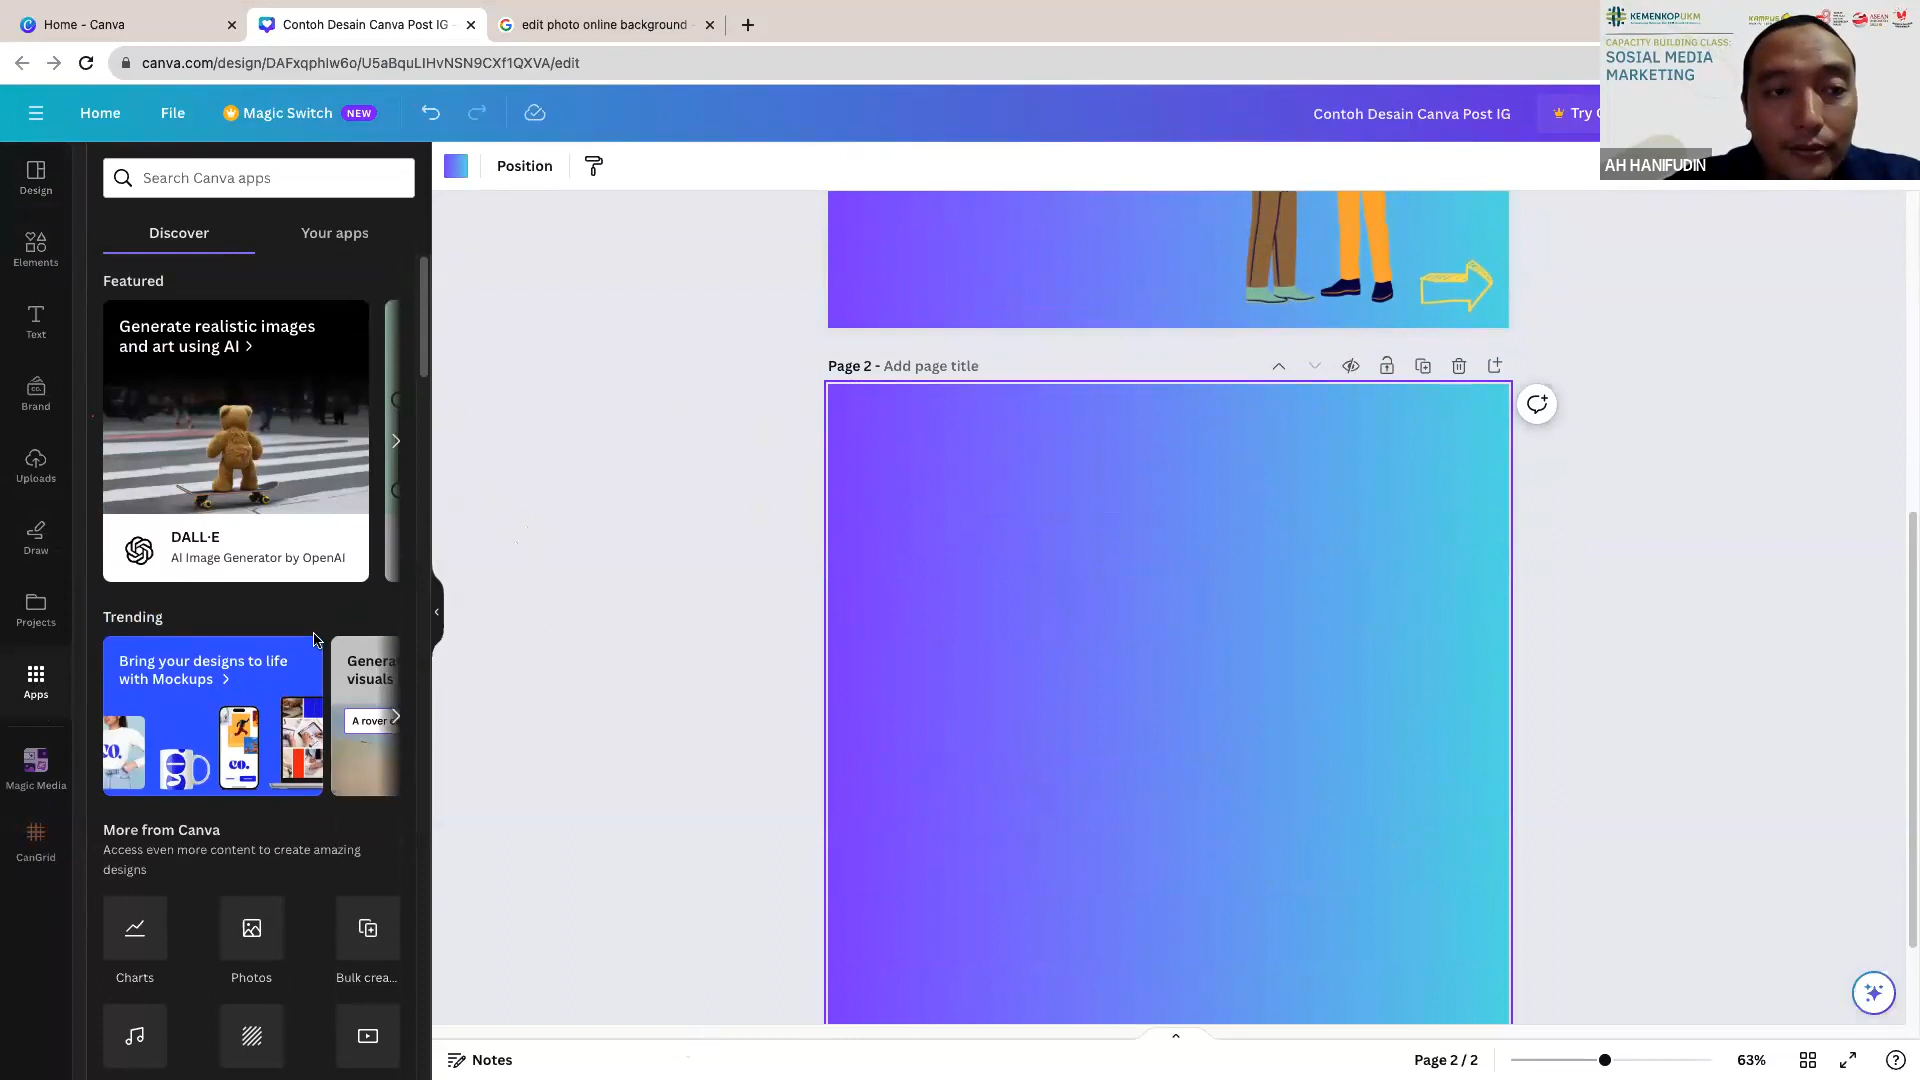 Home - Canva
Contoh Desain Canva Post IG
edit photo online background
canva.com/design/DAFxqphIw6o/U5aBquLIHvNSN9CXf1QXVA/edit
Home
File
Magic Switch
NEW
Contoh Desain Canva Post IG
Try
KEMENKOPUKM
ASEAN
CAPACITY BUILDING CLASS:
SOSIAL MEDIA
MARKETING
AH HANIFUDIN
Design
Elements
Text
Brand
Uploads
Draw
Projects
Apps
Magic Media
CanGrid
Search Canva apps
Discover
Your apps
Featured
Generate realistic images
and art using AI
DALL·E
AI Image Generator by OpenAI
Trending
Bring your designs to life
with Mockups
CO.
co.
visuals
A rover
More from Canva
Access even more content to create amazing
designs
Charts
Photos
Bulk crea...
Position
Page 2 - Add page title
Notes
Page 2 / 2
63%